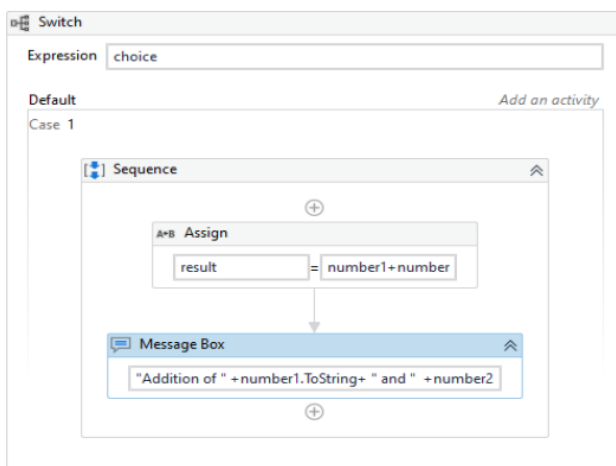 Switch
Expression choice
Default Add an activity
Case 1
Sequence
A+B Assign
result = number1+number
Message Box
"Addition of " +number1.ToString+ " and " +number2